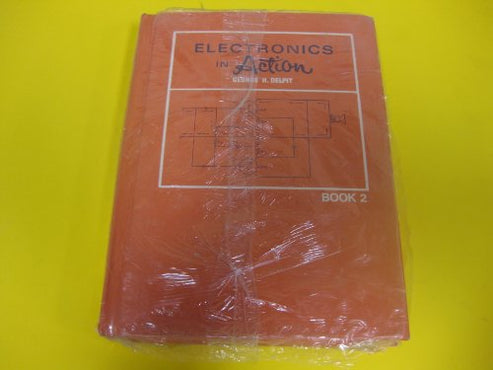 ELECTRONICS
IN Action
GEORGE H. DELPIT
BOOK 2